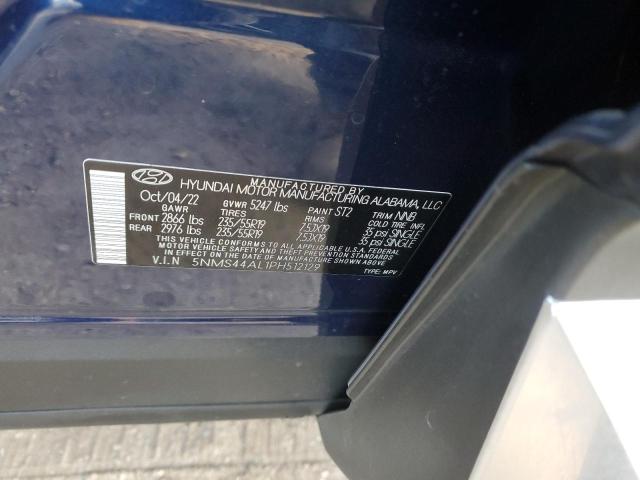 MANUFACTURED BY
HYUNDAI MOTOR MANUFACTURING ALABAMA, LLC
Oct/04/22 GVWR 5247 lbs PAINT ST2 TRIM NNB
GAWR TIRES RIMS COLD TIRE INFL
FRONT 2866 lbs 235/55R19 7.5JX19 35 psi SINGLE
REAR 2976 lbs 235/55R19 7.5JX19 35 psi SINGLE
THIS VEHICLE CONFORMS TO ALL APPLICABLE FEDERAL
MOTOR VEHICLE SAFETY, BUMPER, AND THEFT PREVENTION STANDARDS
IN EFFECT ON THE DATE OF MANUFACTURE SHOWN ABOVE.
V.I.N 5NMS44AL1PH512129 TYPE: MPV